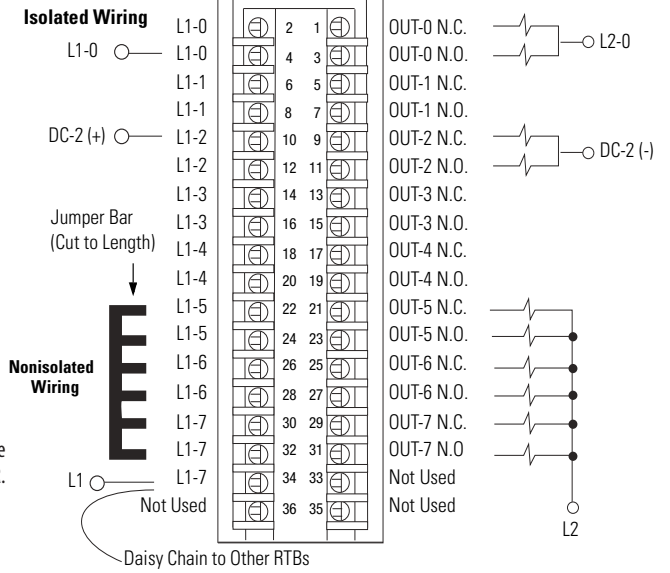 Isolated Wiring
L1-0 2 1 OUT-0 N.C.
L1-0 L1-0 4 3 OUT-0 N.O. L2-0
L1-1 6 5 OUT-1 N.C.
L1-1 8 7 OUT-1 N.O.
DC-2 (+) L1-2 10 9 OUT-2 N.C. DC-2 (-)
L1-2 12 11 OUT-2 N.O.
L1-3 14 13 OUT-3 N.C.
L1-3 16 15 OUT-3 N.O.
Jumper Bar
(Cut to Length)
L1-4 18 17 OUT-4 N.C.
L1-4 20 19 OUT-4 N.O.
L1-5 22 21 OUT-5 N.C.
L1-5 24 23 OUT-5 N.O.
Nonisolated
Wiring
L1-6 26 25 OUT-6 N.C.
L1-6 28 27 OUT-6 N.O.
L1-7 30 29 OUT-7 N.C.
L1-7 32 31 OUT-7 N.O
L1 L1-7 34 33 Not Used
Not Used 36 35 Not Used
L2
Daisy Chain to Other RTBs